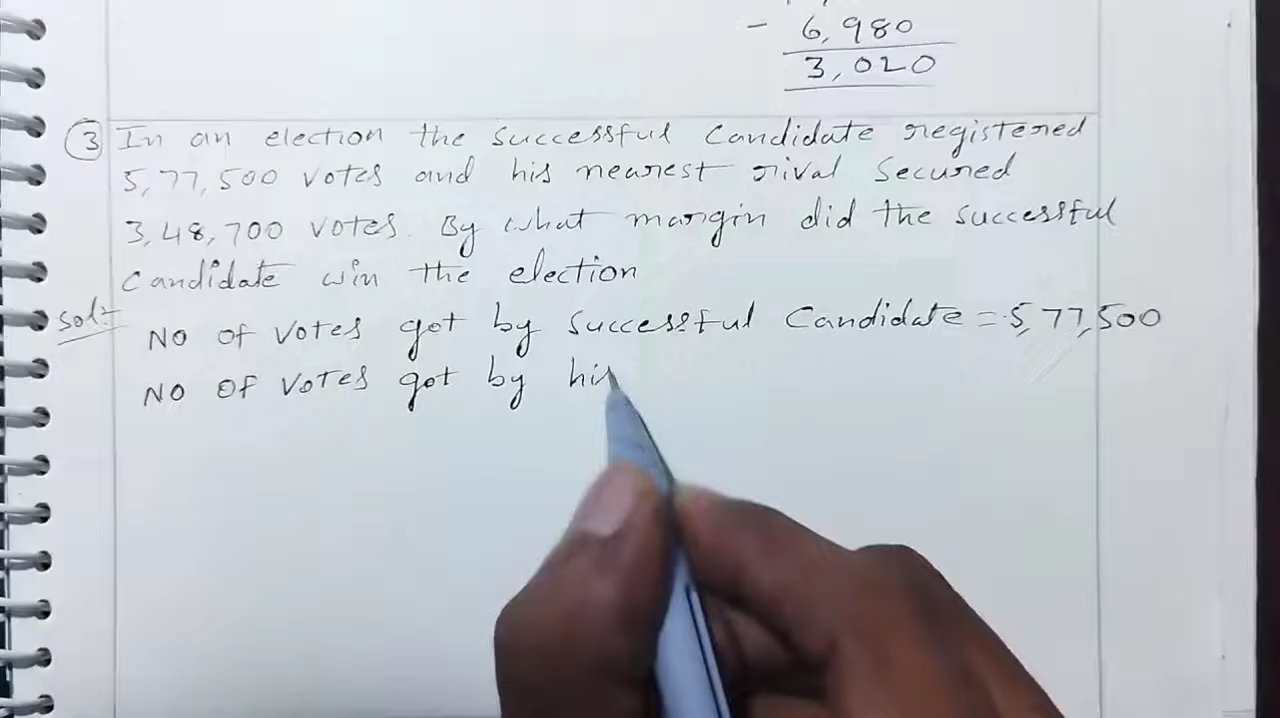 - 6,980
3,020
③ In an election the successful candidate registered
5,77,500 votes and his nearest rival secured
3,48,700 votes. By what margin did the successful
candidate win the election
Sol:- NO OF votes got by successful candidate = 5,77,500
NO OF votes got by his